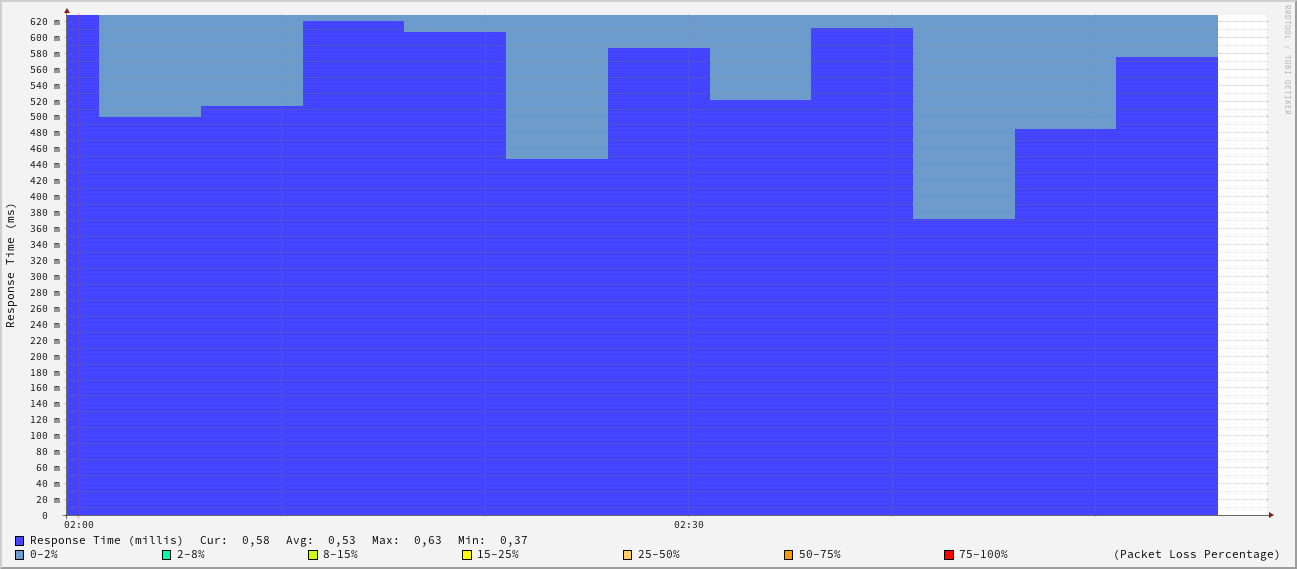 RRDTOOL / TOBI OETIKER
Response Time (ms)
620 m
600 m
580 m
560 m
540 m
520 m
500 m
480 m
460 m
440 m
420 m
400 m
380 m
360 m
340 m
320 m
300 m
280 m
260 m
240 m
220 m
200 m
180 m
160 m
140 m
120 m
100 m
80 m
60 m
40 m
20 m
0
02:00 02:30
Response Time (millis) Cur: 0,58 Avg: 0,53 Max: 0,63 Min: 0,37
0-2% 2-8% 8-15% 15-25% 25-50% 50-75% 75-100% (Packet Loss Percentage)